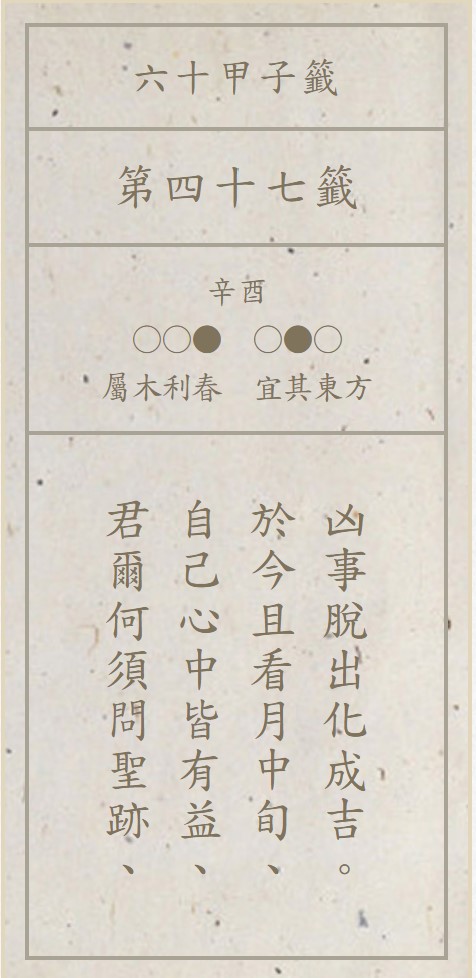 六十甲子籤
第四十七籤
辛酉
○○● ○●○
屬木利春 宜其東方
君爾何須問聖跡、
自己心中皆有益、
於今且看月中旬、
凶事脫出化成吉。